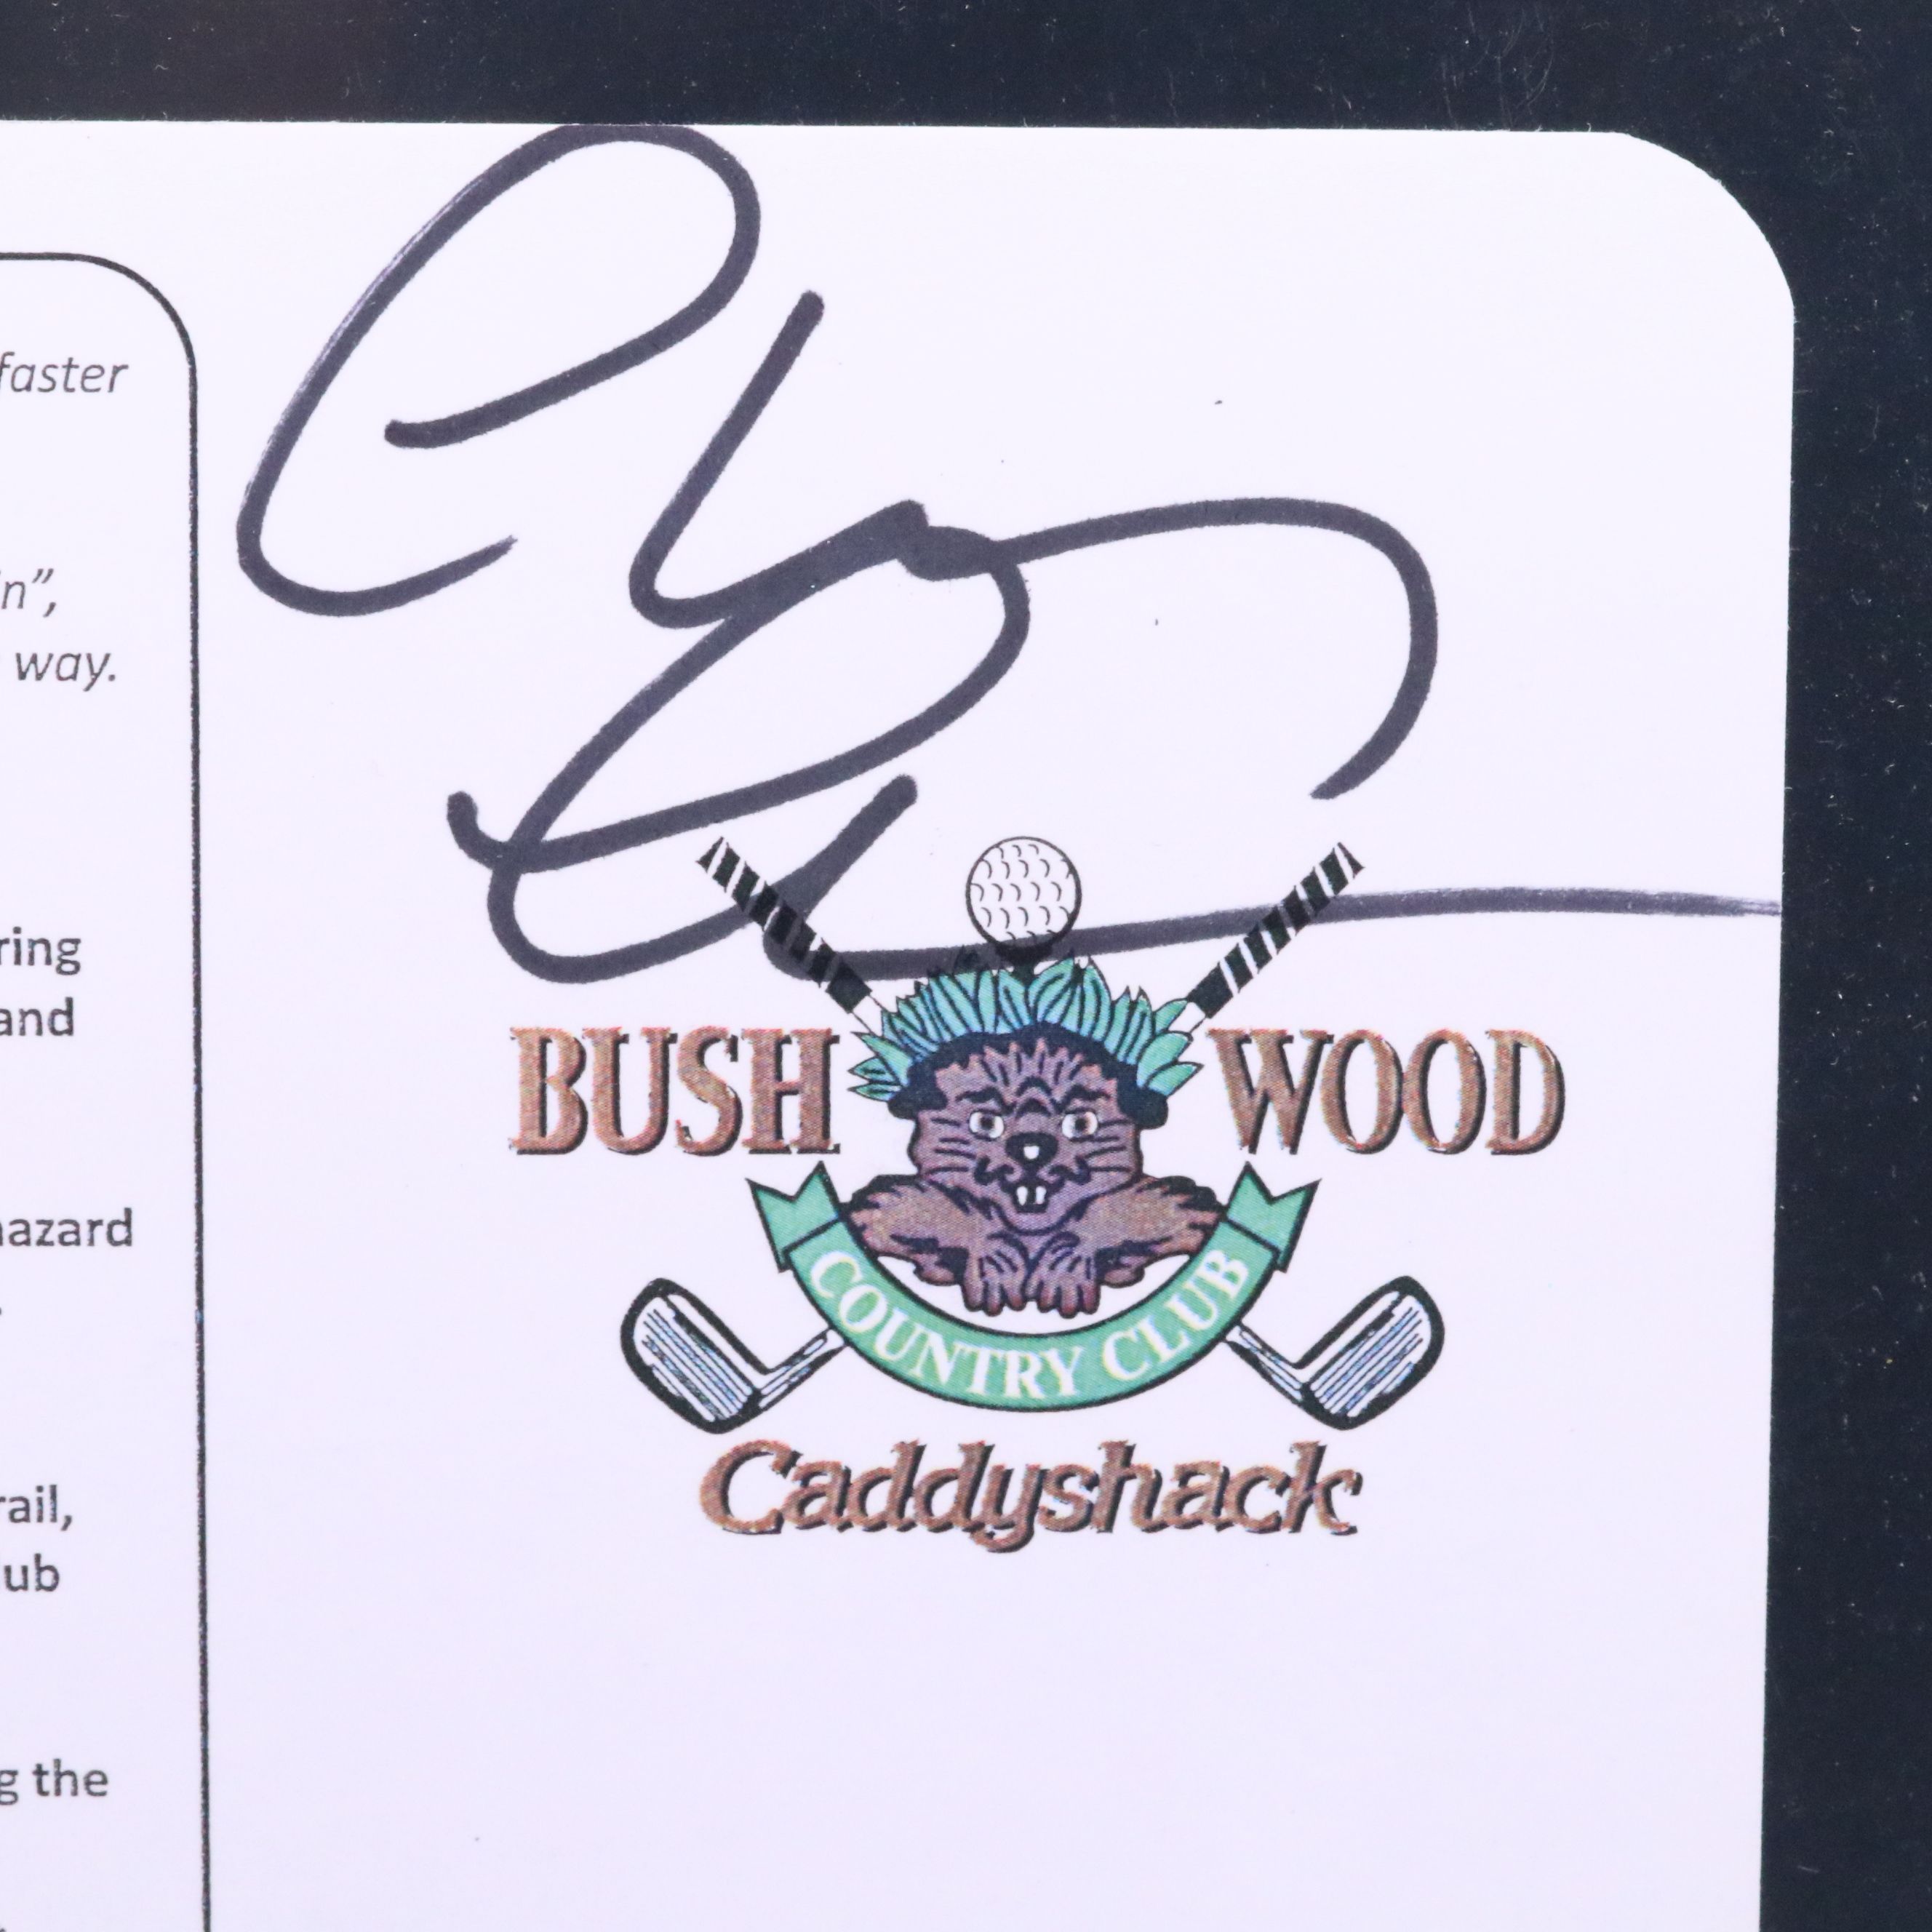 faster
n",
way.
ring
and
BUSH WOOD
COUNTRY CLUB
hazard
rail,
Caddyshack
ub
g the